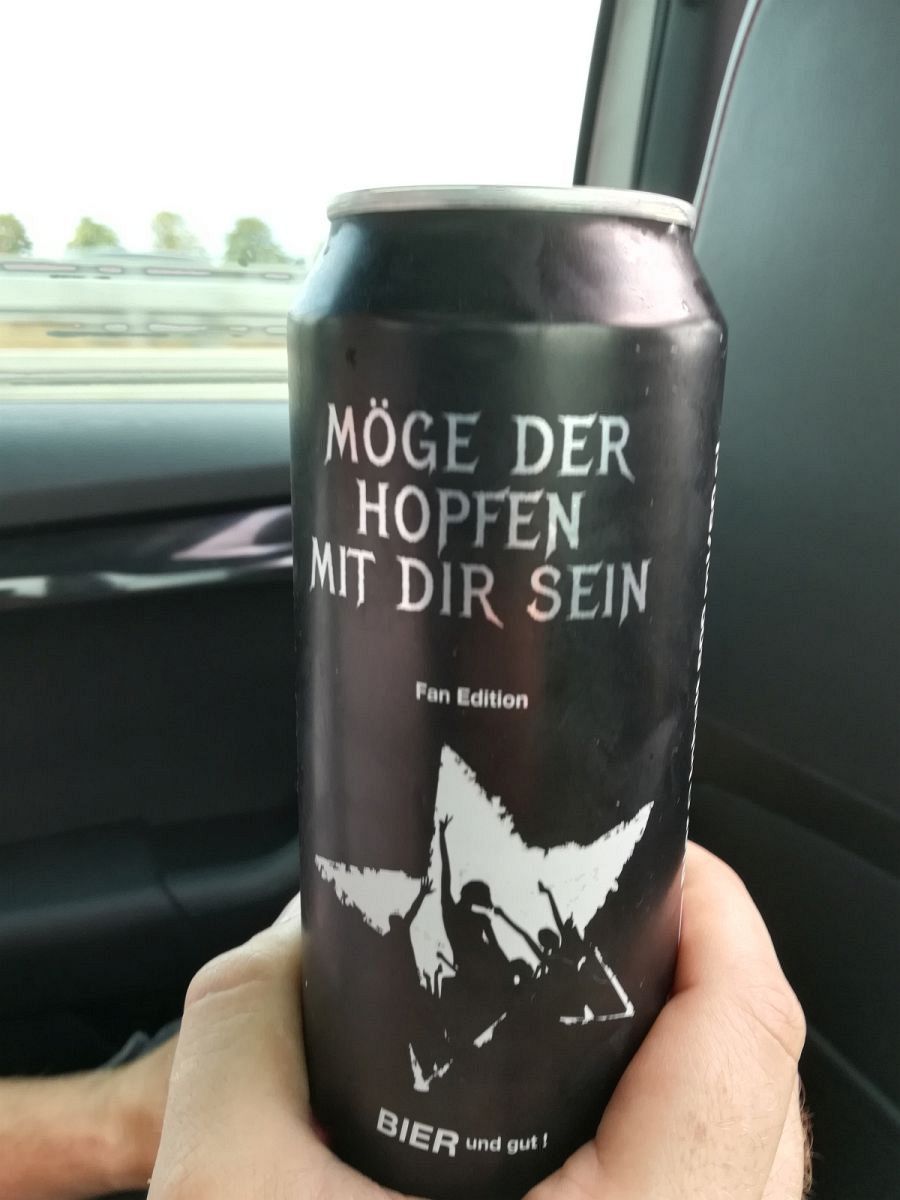 MÖGE DER
HOPFEN
MIT DIR SEIN
Fan Edition
BIER und gut !